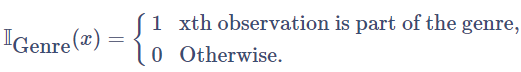 𝕀Genre(x) = { 1 xth observation is part of the genre,
0 Otherwise.